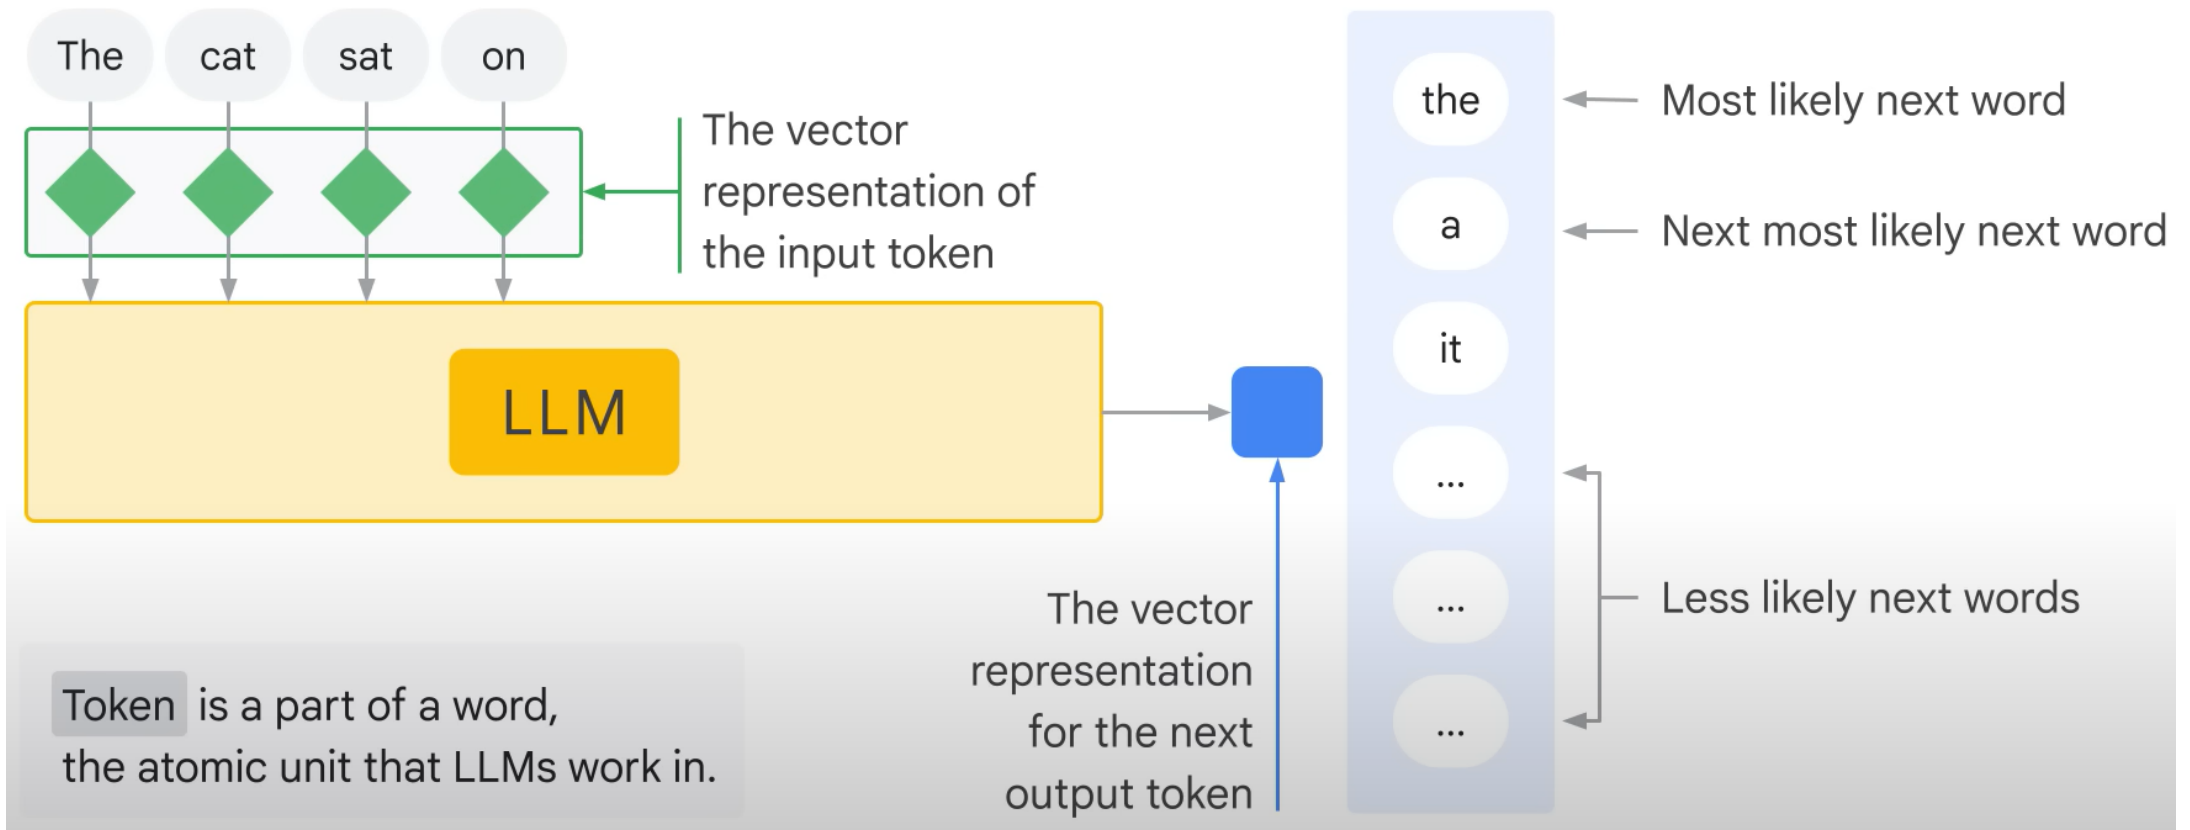 The cat sat on
The vector
representation of
the input token
LLM
the
a
it
...
...
...
Most likely next word
Next most likely next word
Less likely next words
The vector
representation
for the next
output token
Token is a part of a word,
the atomic unit that LLMs work in.